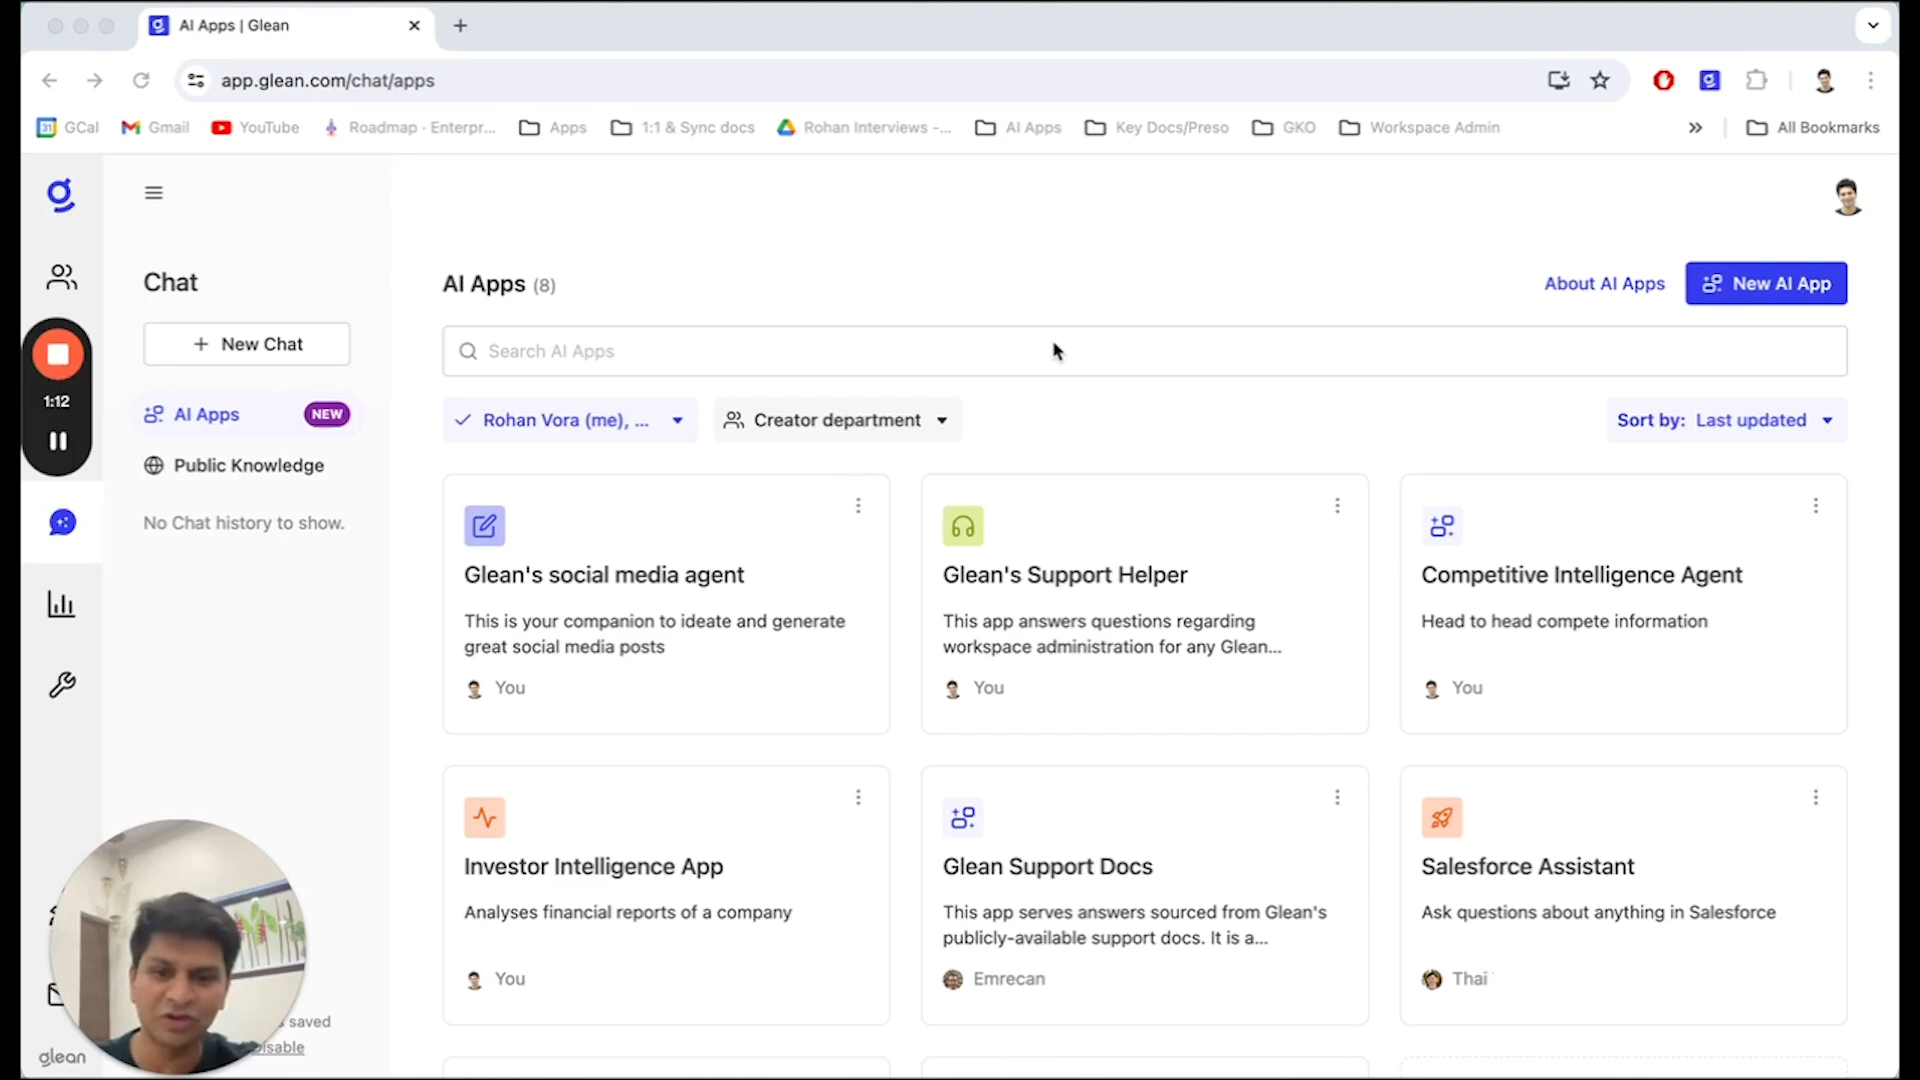 AI Apps | Glean
app.glean.com/chat/apps
31 GCal
Gmail
YouTube
Roadmap - Enterpr...
Apps
1:1 & Sync docs
Rohan Interviews -...
AI Apps
Key Docs/Preso
GKO
Workspace Admin
All Bookmarks
Chat
New Chat
AI Apps NEW
Public Knowledge
No Chat history to show.
1:12
saved
glean
AI Apps (8)
About AI Apps
New AI App
Search AI Apps
Rohan Vora (me), ...
Creator department
Sort by: Last updated
Glean's social media agent
This is your companion to ideate and generate
great social media posts
You
Glean's Support Helper
This app answers questions regarding
workspace administration for any Glean...
You
Competitive Intelligence Agent
Head to head compete information
You
Investor Intelligence App
Analyses financial reports of a company
You
Glean Support Docs
This app serves answers sourced from Glean's
publicly-available support docs. It is a...
Emrecan
Salesforce Assistant
Ask questions about anything in Salesforce
Thai